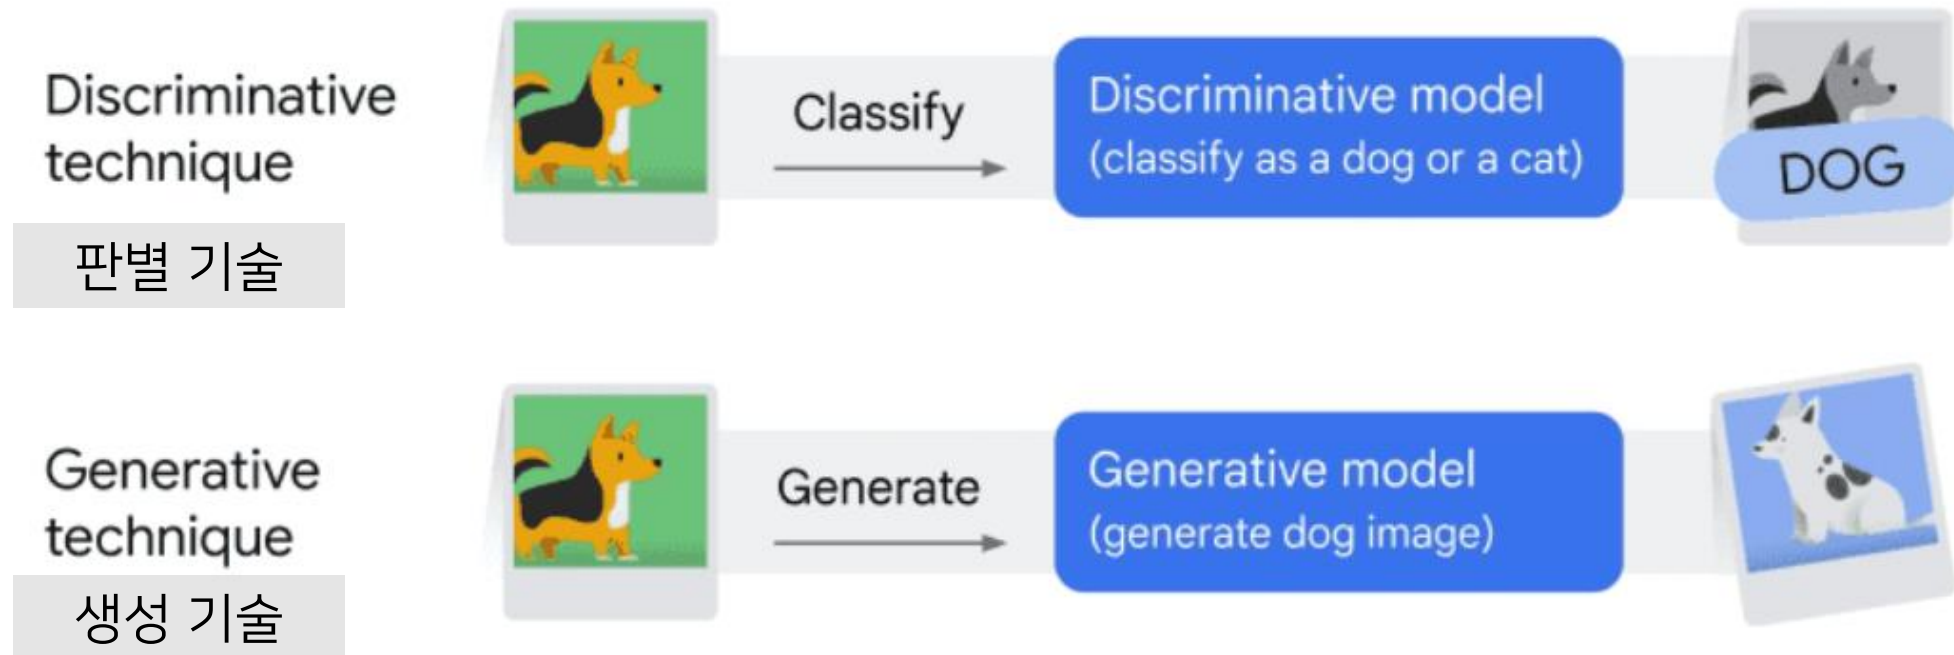 Discriminative
technique
판별 기술
Classify
Discriminative model
(classify as a dog or a cat)
DOG
Generative
technique
생성 기술
Generate
Generative model
(generate dog image)